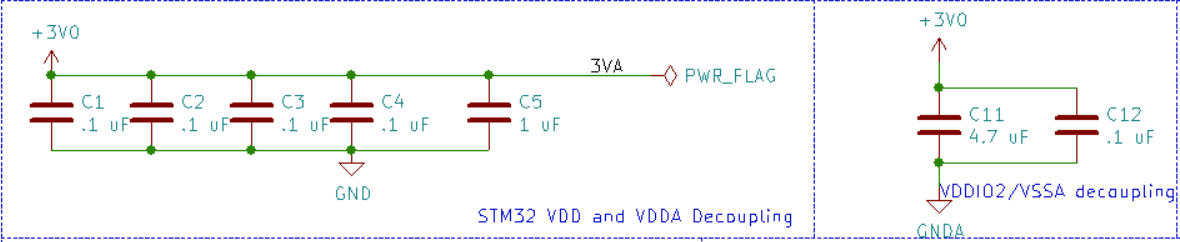 +3V0
3VA
PWR_FLAG
C1
.1 uF
C2
.1 uF
C3
.1 uF
C4
.1 uF
C5
1 uF
GND
STM32 VDD and VDDA Decoupling
+3V0
C11
4.7 uF
C12
.1 uF
VDDIO2/VSSA decoupling
GNDA